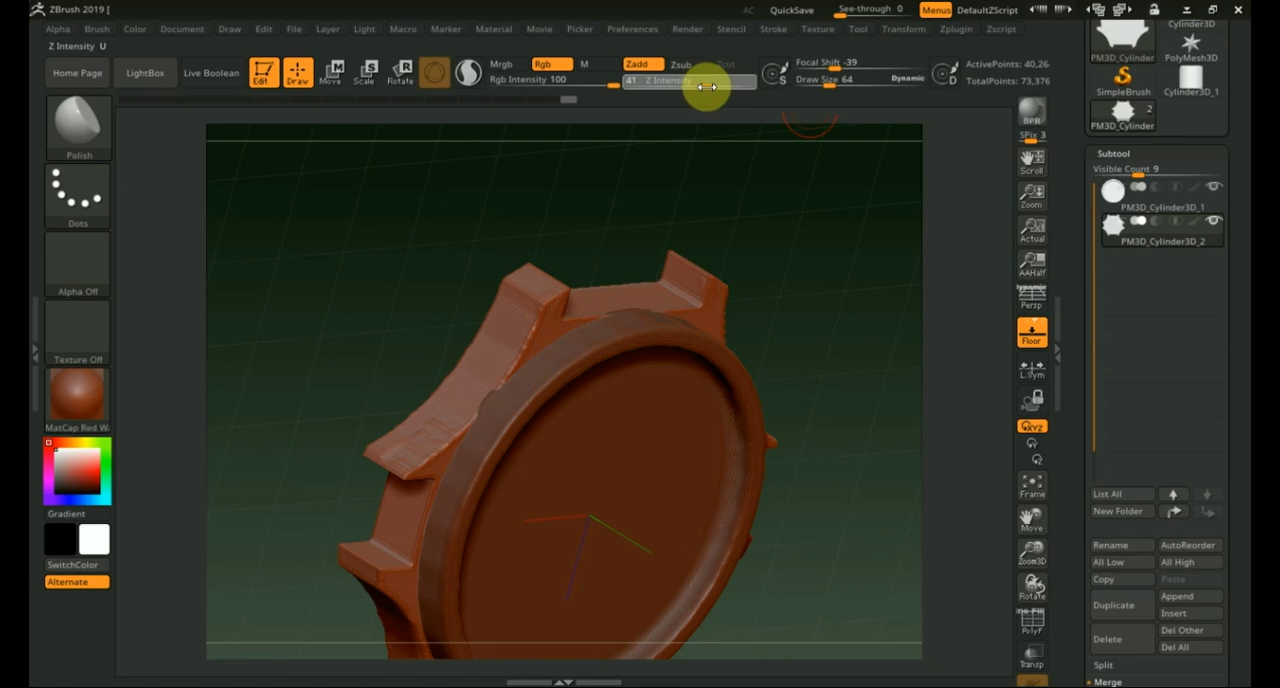 ZBrush 2019 [
AC QuickSave See-through 0 Menus DefaultZScript
Alpha Brush Color Document Draw Edit File Layer Light Macro Marker Material Movie Picker Preferences Render Stencil Stroke Texture Tool Transform Zplugin Zscript
Z Intensity U
Home Page LightBox Live Boolean Edit Draw Move Scale Rotate
Mrgb Rgb M Zadd Zsub Zcut
Rgb Intensity 100 41 Z Intensity
Focal Shift -39
Draw Size 64 Dynamic
ActivePoints: 40,26
TotalPoints: 73,376
S
D
Polish
Dots
Alpha Off
Texture Off
MatCap Red W
Gradient
SwitchColor
Alternate
BPR
SPix 3
Scroll
Zoom
Actual
AAHalf
Dynamic
Persp
Floor
L.Sym
XYZ
Frame
Move
Zoom3D
Rotate
Line Fill
PolyF
Transp
Cylinder3D
PM3D_Cylinder PolyMesh3D
SimpleBrush Cylinder3D_1
2
PM3D_Cylinder
Subtool
Visible Count 9
PM3D_Cylinder3D_1
PM3D_Cylinder3D_2
List All
New Folder
Rename AutoReorder
All Low All High
Copy Paste
Duplicate Append
Insert
Delete Del Other
Del All
Split
Merge